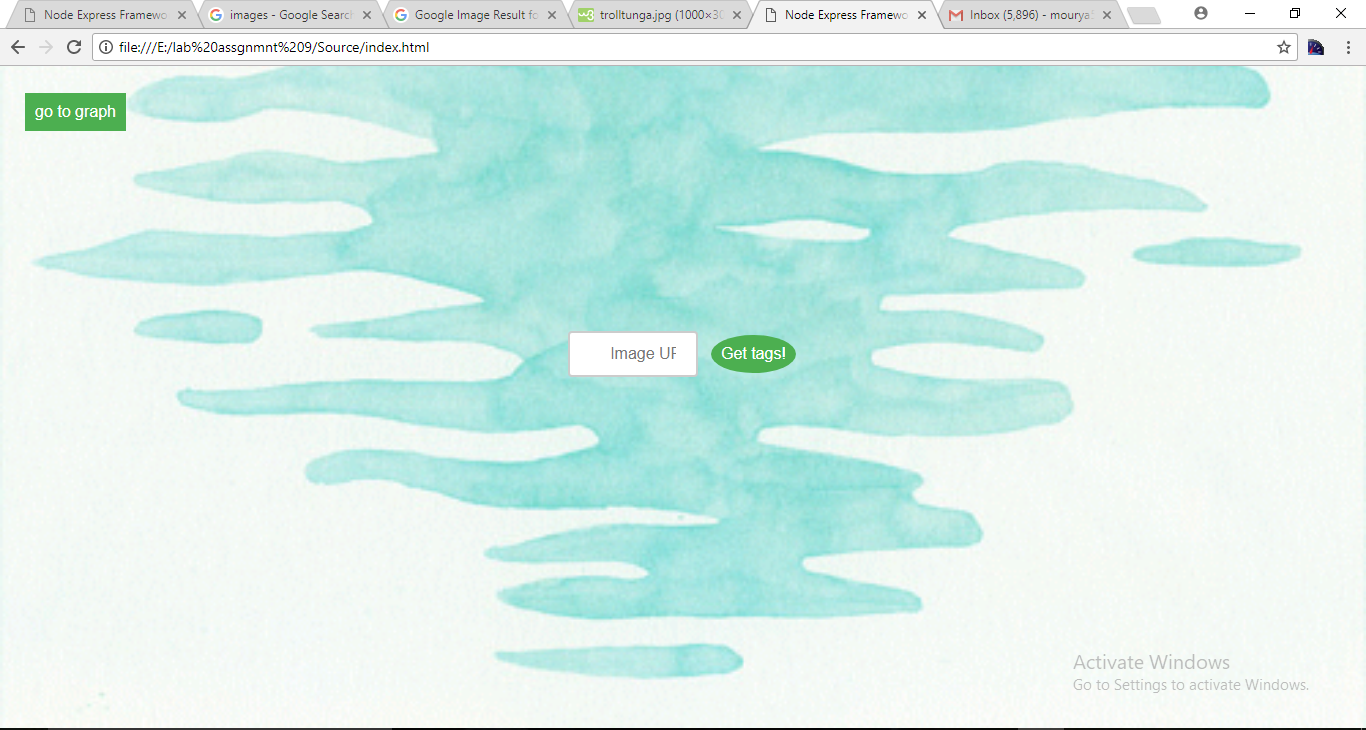 Node Express Framewo
images - Google Search
Google Image Result fo
trolltunga.jpg (1000×30
Node Express Framewo
Inbox (5,896) - mourya
file:///E:/lab%20assgnmnt%209/Source/index.html
go to graph
Image UR
Get tags!
Activate Windows
Go to Settings to activate Windows.